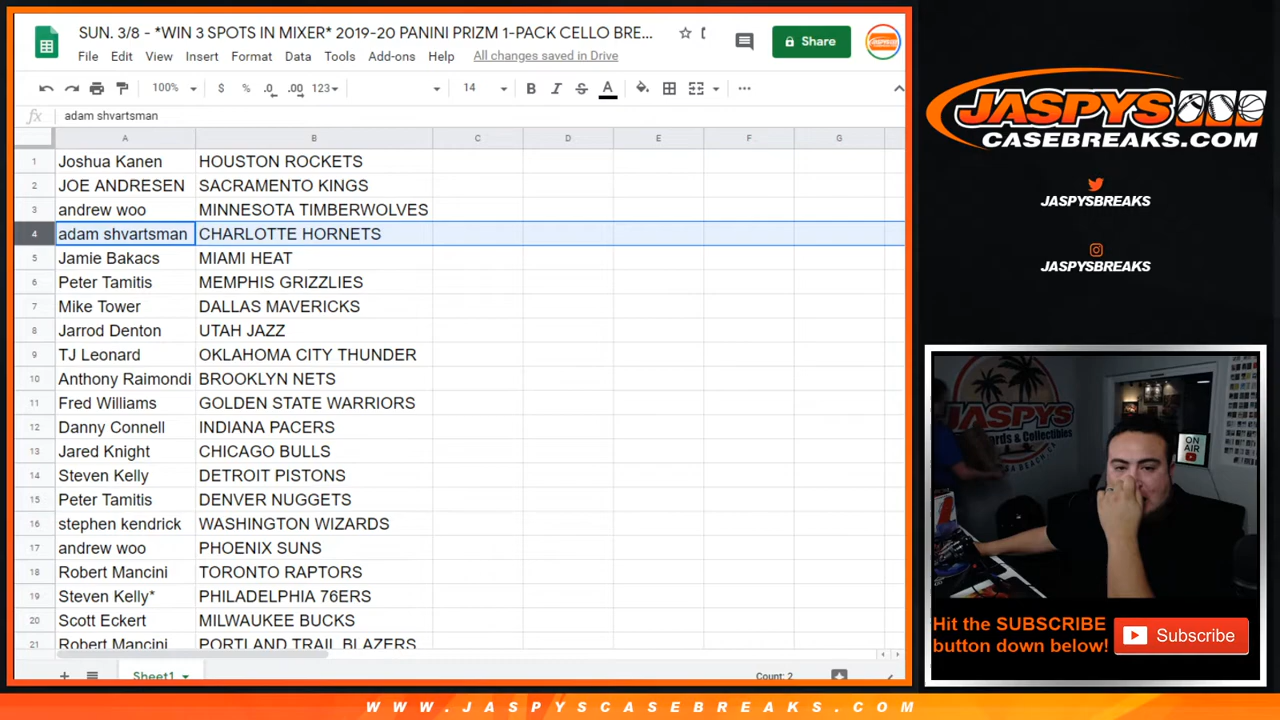 SUN. 3/8 - *WIN 3 SPOTS IN MIXER* 2019-20 PANINI PRIZM 1-PACK CELLO BRE...
Share
File Edit View Insert Format Data Tools Add-ons Help All changes saved in Drive
100% $ % .0 .00 123 14 B I S A
fx adam shvartsman
A B C D E F G
1 Joshua Kanen HOUSTON ROCKETS
2 JOE ANDRESEN SACRAMENTO KINGS
3 andrew woo MINNESOTA TIMBERWOLVES
4 adam shvartsman CHARLOTTE HORNETS
5 Jamie Bakacs MIAMI HEAT
6 Peter Tamitis MEMPHIS GRIZZLIES
7 Mike Tower DALLAS MAVERICKS
8 Jarrod Denton UTAH JAZZ
9 TJ Leonard OKLAHOMA CITY THUNDER
10 Anthony Raimondi BROOKLYN NETS
11 Fred Williams GOLDEN STATE WARRIORS
12 Danny Connell INDIANA PACERS
13 Jared Knight CHICAGO BULLS
14 Steven Kelly DETROIT PISTONS
15 Peter Tamitis DENVER NUGGETS
16 stephen kendrick WASHINGTON WIZARDS
17 andrew woo PHOENIX SUNS
18 Robert Mancini TORONTO RAPTORS
19 Steven Kelly* PHILADELPHIA 76ERS
20 Scott Eckert MILWAUKEE BUCKS
21 Robert Mancini PORTLAND TRAIL BLAZERS
Sheet1
Count: 2
JASPYS
CASEBREAKS.COM
JASPYSBREAKS
JASPYSBREAKS
JASPYS
ON
AIR
Hit the SUBSCRIBE
button down below!
Subscribe
WWW.JASPYSCASEBREAKS.COM